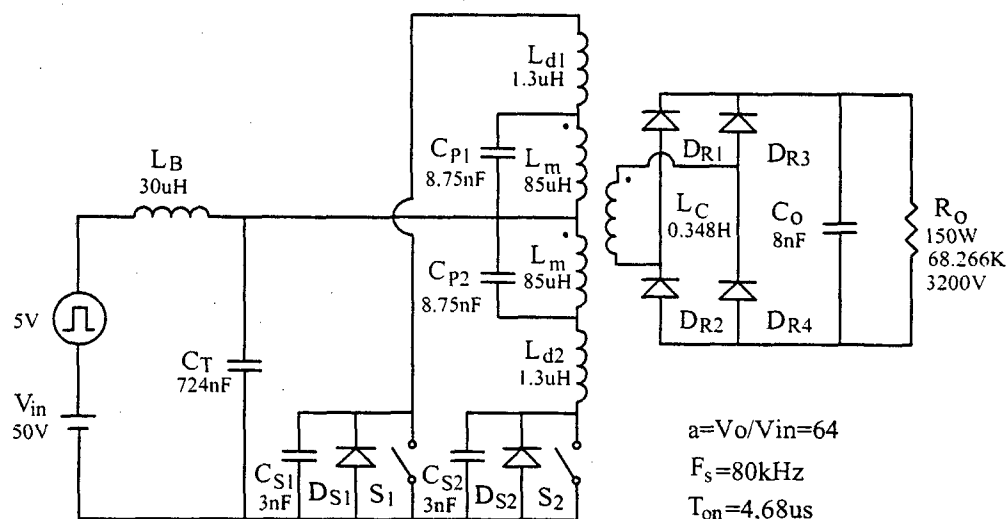 Ld1
1.3uH
CP1
8.75nF
Lm
85uH
LB
30uH
DR1
DR3
LC
0.348H
CO
8nF
RO
150W
68.266K
3200V
CP2
8.75nF
Lm
85uH
5V
DR2
DR4
CT
724nF
Ld2
1.3uH
Vin
50V
CS1
3nF
DS1
S1
CS2
3nF
DS2
S2
a=Vo/Vin=64
Fs=80kHz
Ton=4,68us